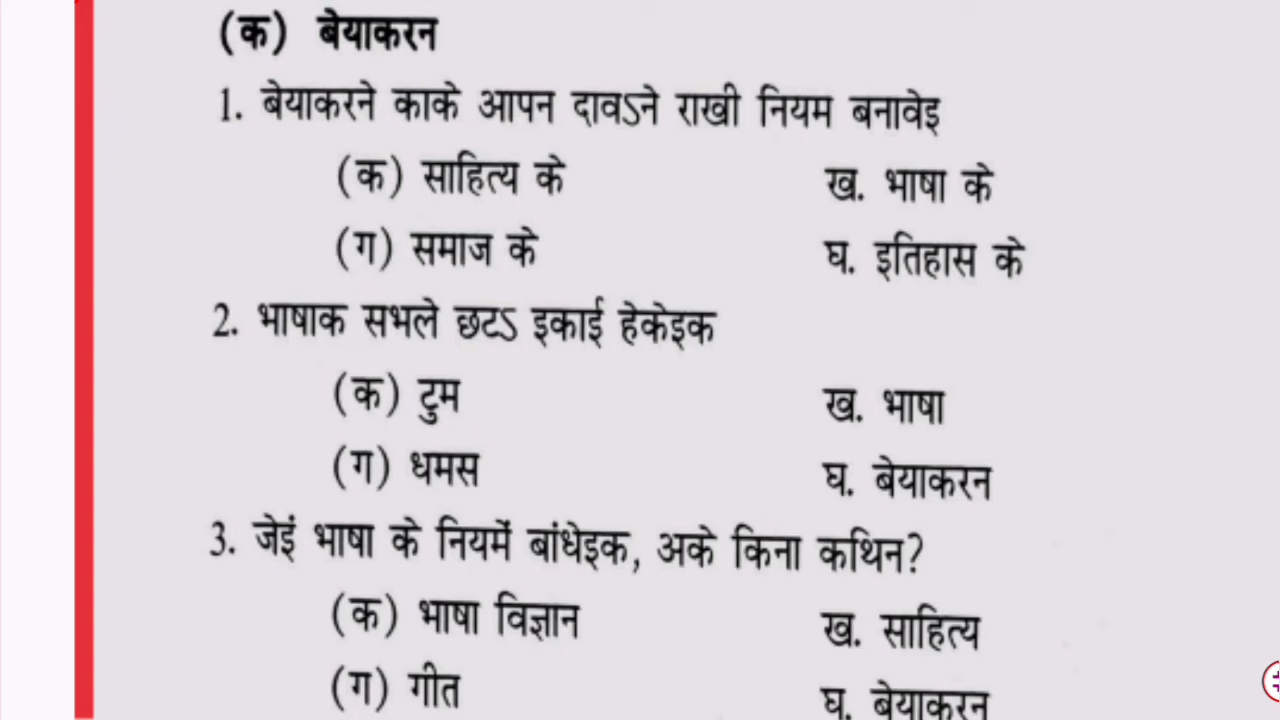 (क) बेयाकरन
1. बेयाकरने काके आपन दावऽने राखी नियम बनावेइ
(क) साहित्य के ख. भाषा के
(ग) समाज के घ. इतिहास के
2. भाषाक सभले छटऽ इकाई हेकेइक
(क) टुम ख. भाषा
(ग) धमस घ. बेयाकरन
3. जेइं भाषा के नियमें बांधेइक, अके किना कथिन?
(क) भाषा विज्ञान ख. साहित्य
(ग) गीत घ. बेयाकरन